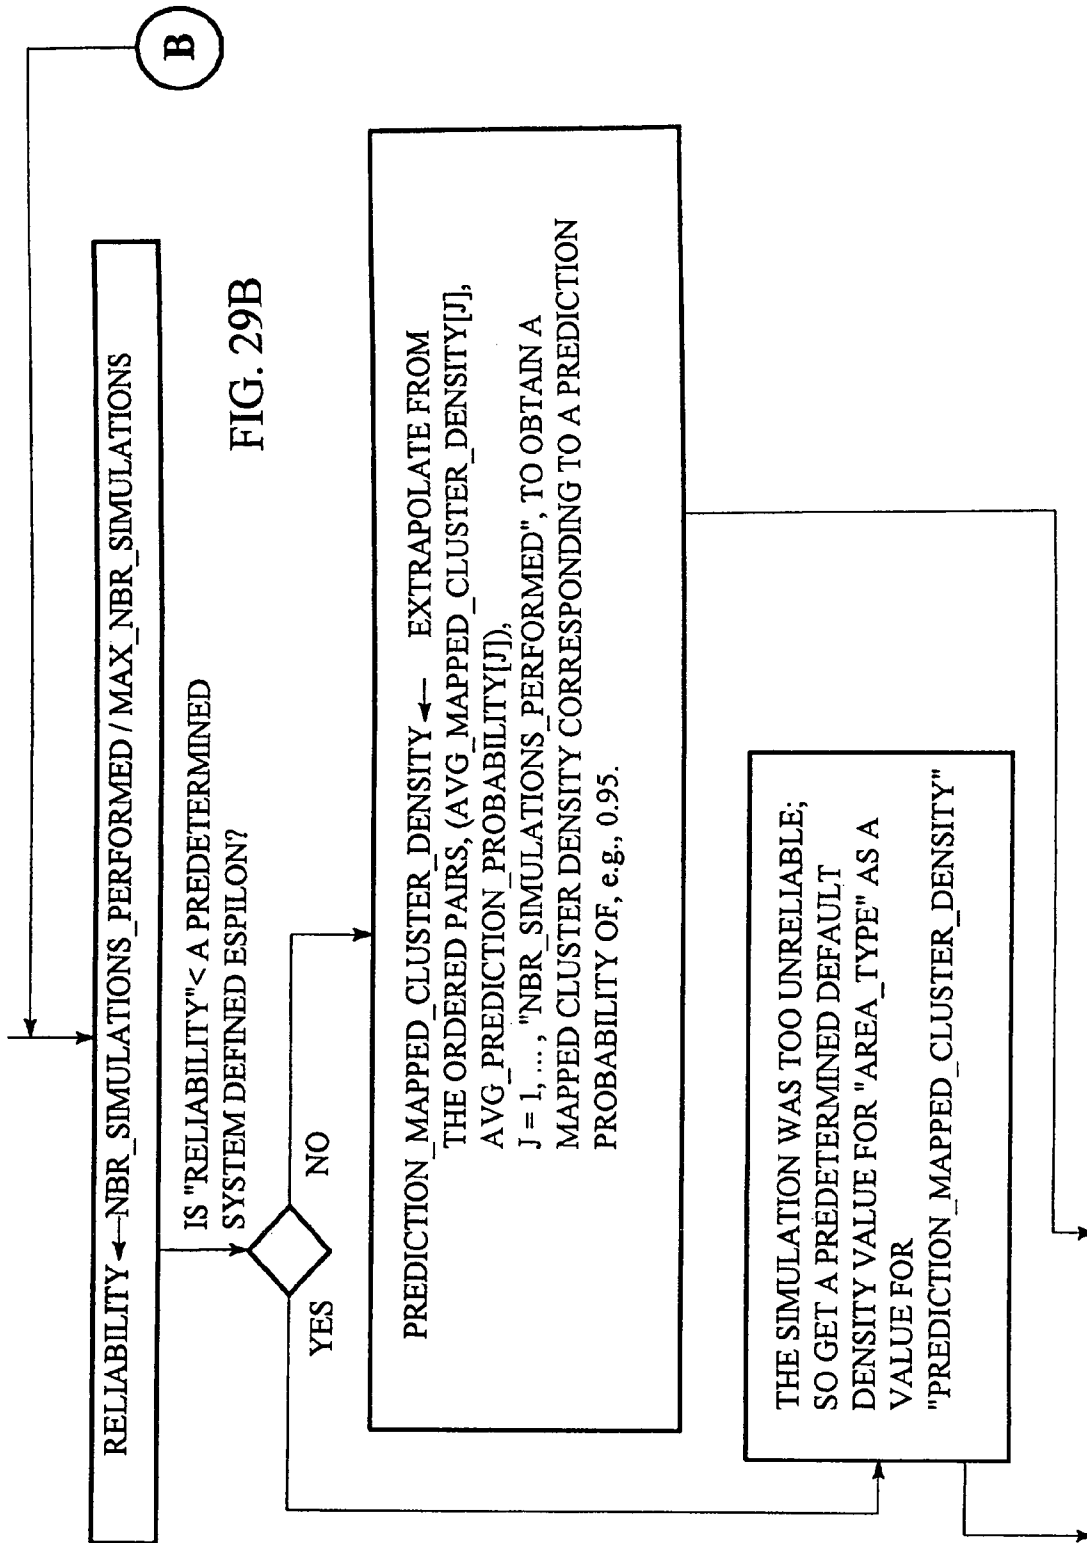 B
RELIABILITY ← NBR_SIMULATIONS_PERFORMED / MAX_NBR_SIMULATIONS
FIG. 29B
IS "RELIABILITY"< A PREDETERMINED
SYSTEM DEFINED ESPILON?
YES
NO
PREDICTION_MAPPED_CLUSTER_DENSITY ← EXTRAPOLATE FROM
THE ORDERED PAIRS, (AVG_MAPPED_CLUSTER_DENSITY[J],
AVG_PREDICTION_PROBABILITY[J]),
J = 1, ... , "NBR_SIMULATIONS_PERFORMED", TO OBTAIN A
MAPPED CLUSTER DENSITY CORRESPONDING TO A PREDICTION
PROBABILITY OF, e.g., 0.95.
THE SIMULATION WAS TOO UNRELIABLE;
SO GET A PREDETERMINED DEFAULT
DENSITY VALUE FOR "AREA_TYPE" AS A
VALUE FOR
"PREDICTION_MAPPED_CLUSTER_DENSITY"